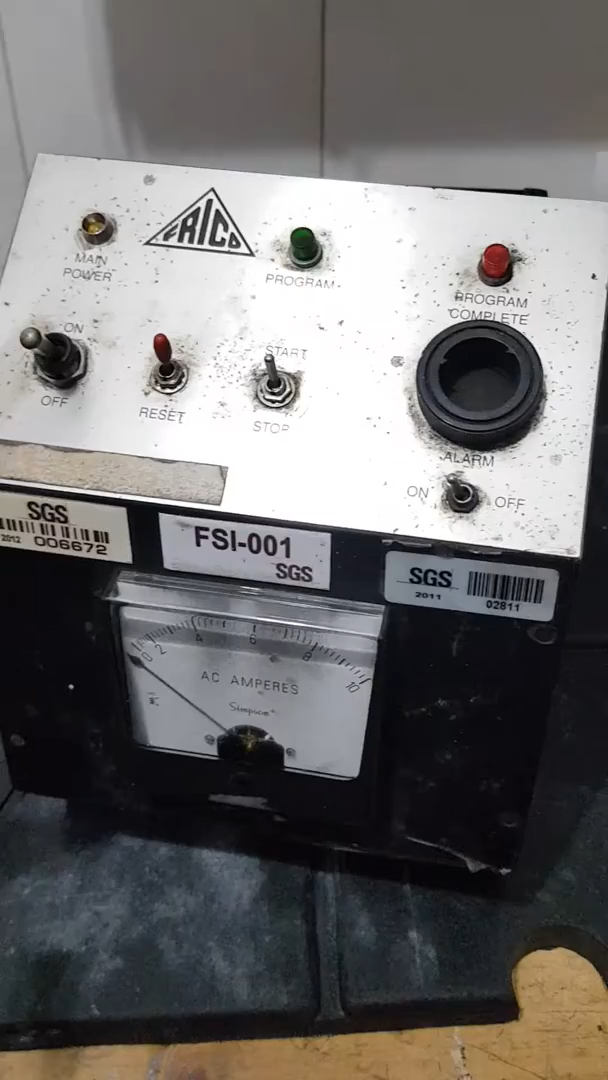 ERICO
MAIN
POWER
PROGRAM
PROGRAM
COMPLETE
ON
OFF
RESET
START
STOP
ALARM
ON
OFF
SGS
2012
006672
FSI-001
SGS
SGS
2011
02811
0 2 4 6 8 10
AC AMPERES
Simpson